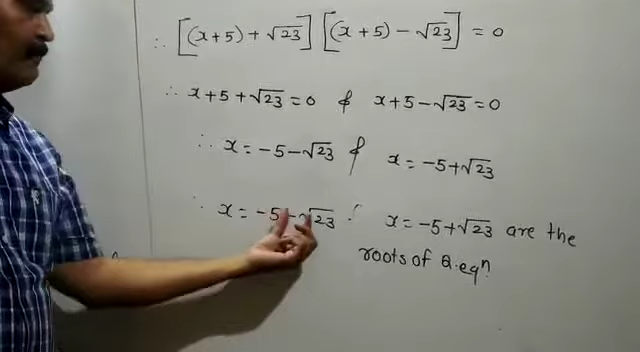 ∴ [(x+5) + √23] [(x+5) - √23] = 0
∴ x+5+√23 = 0 & x+5-√23 = 0
∴ x = -5-√23 & x = -5+√23
∴ x = -5-√23 x = -5+√23 are the
roots of Q.eqn